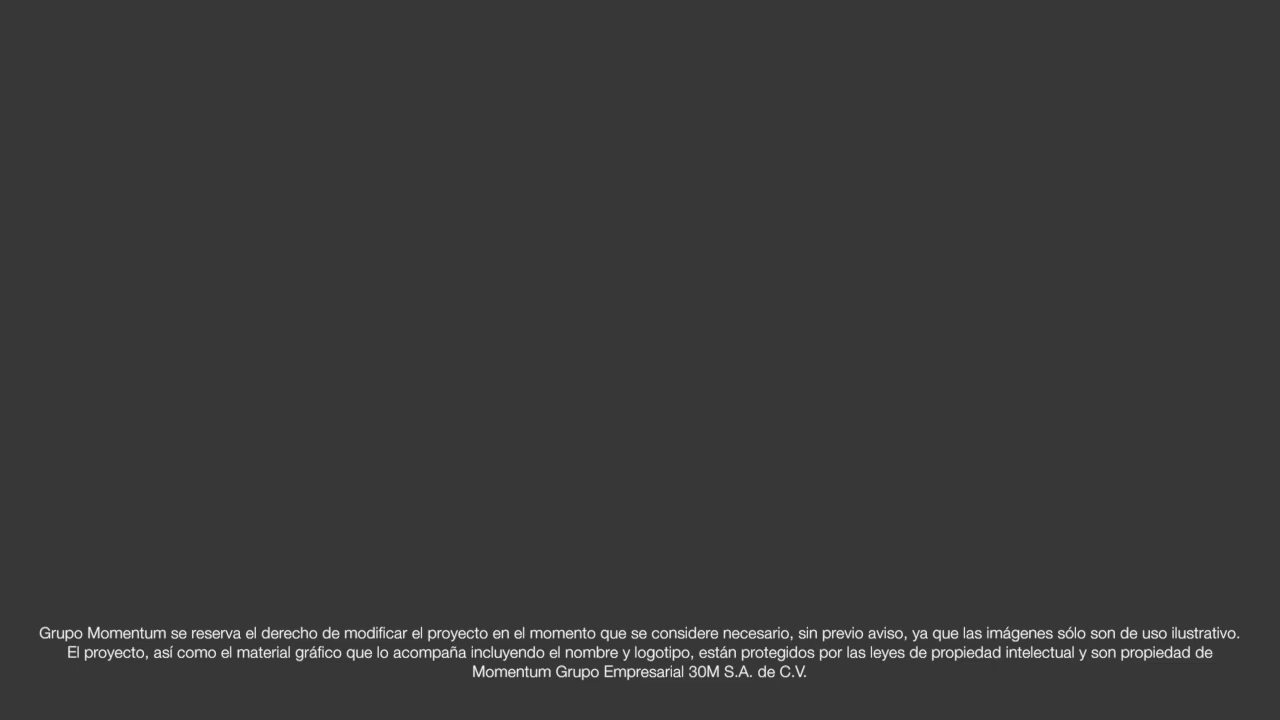 Grupo Momentum se reserva el derecho de modificar el proyecto en el momento que se considere necesario, sin previo aviso, ya que las imágenes sólo son de uso ilustrativo.
El proyecto, así como el material gráfico que lo acompaña incluyendo el nombre y logotipo, están protegidos por las leyes de propiedad intelectual y son propiedad de
Momentum Grupo Empresarial 30M S.A. de C.V.